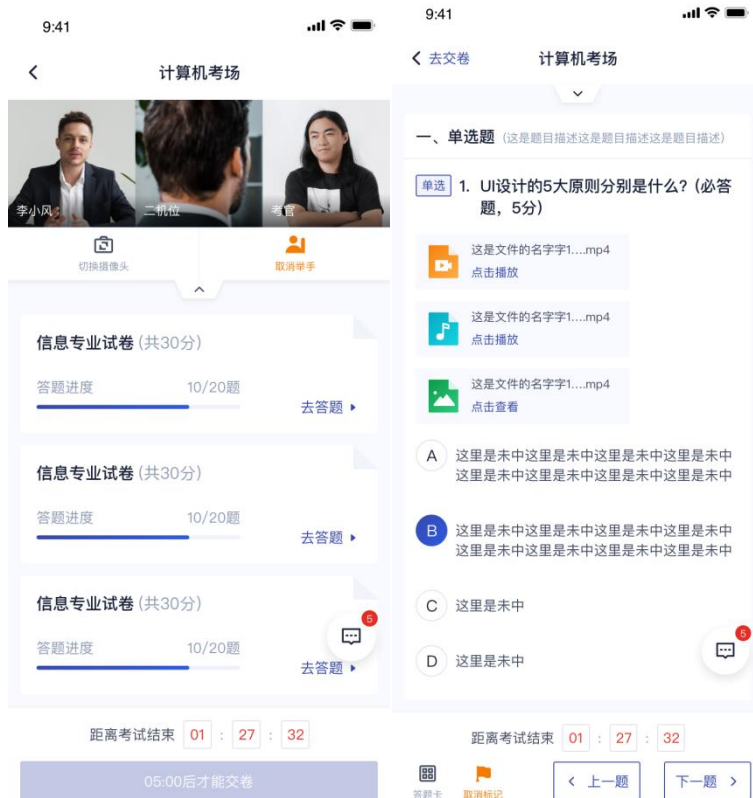 9:41
计算机考场
李小风
二机位
考官
切换摄像头
取消举手
信息专业试卷 (共30分)
答题进度
10/20题
去答题
信息专业试卷 (共30分)
答题进度
10/20题
去答题
信息专业试卷 (共30分)
5
答题进度
10/20题
去答题
距离考试结束 01 : 27 : 32
05:00后才能交卷
9:41
去交卷
计算机考场
一、单选题 (这是题目描述这是题目描述这是题目描述)
单选 1. UI设计的5大原则分别是什么? (必答
题, 5分)
这是文件的名字字1....mp4
点击播放
这是文件的名字字1....mp4
点击播放
这是文件的名字字1....mp4
点击查看
A 这里是未中这里是未中这里是未中这里是未中
这里是未中这里是未中这里是未中这里是未中
B 这里是未中这里是未中这里是未中这里是未中
这里是未中这里是未中这里是未中这里是未中
C 这里是未中
5
D 这里是未中
距离考试结束 01 : 27 : 32
答题卡
取消标记
上一题
下一题